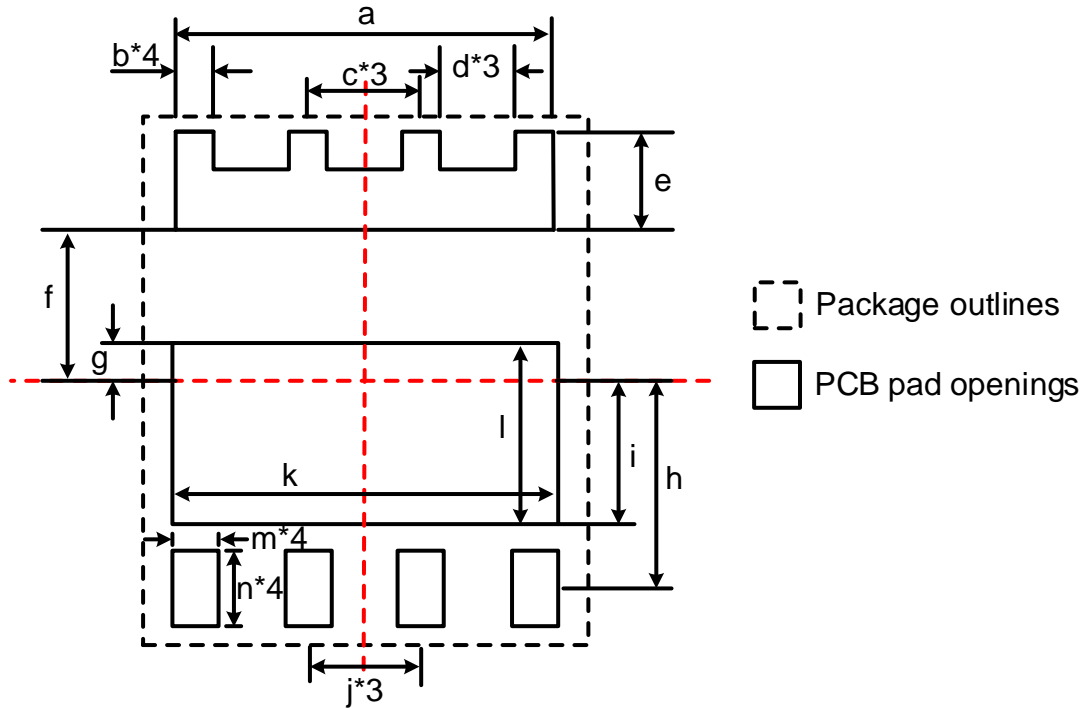 a
b*4
c*3
d*3
e
f
g
Package outlines
PCB pad openings
l
i
h
k
m*4
n*4
j*3